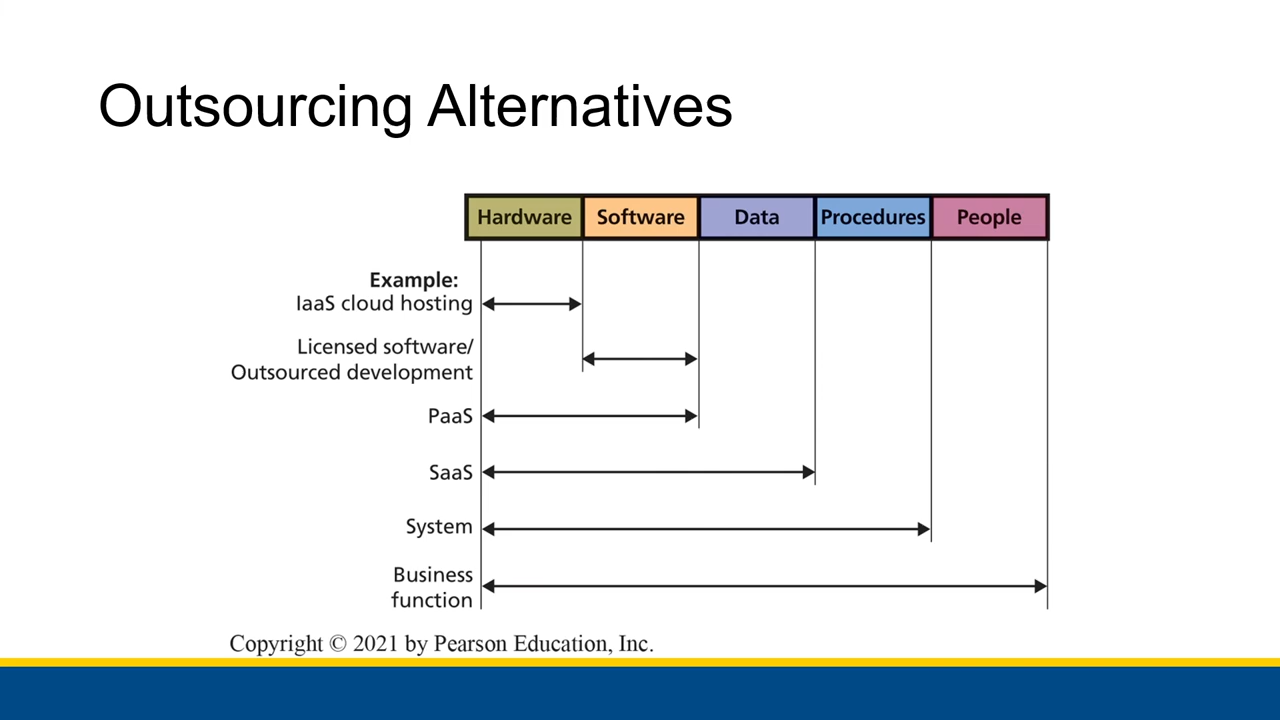 Outsourcing Alternatives
Hardware Software Data Procedures People
Example:
IaaS cloud hosting
Licensed software/
Outsourced development
PaaS
SaaS
System
Business
function
Copyright © 2021 by Pearson Education, Inc.